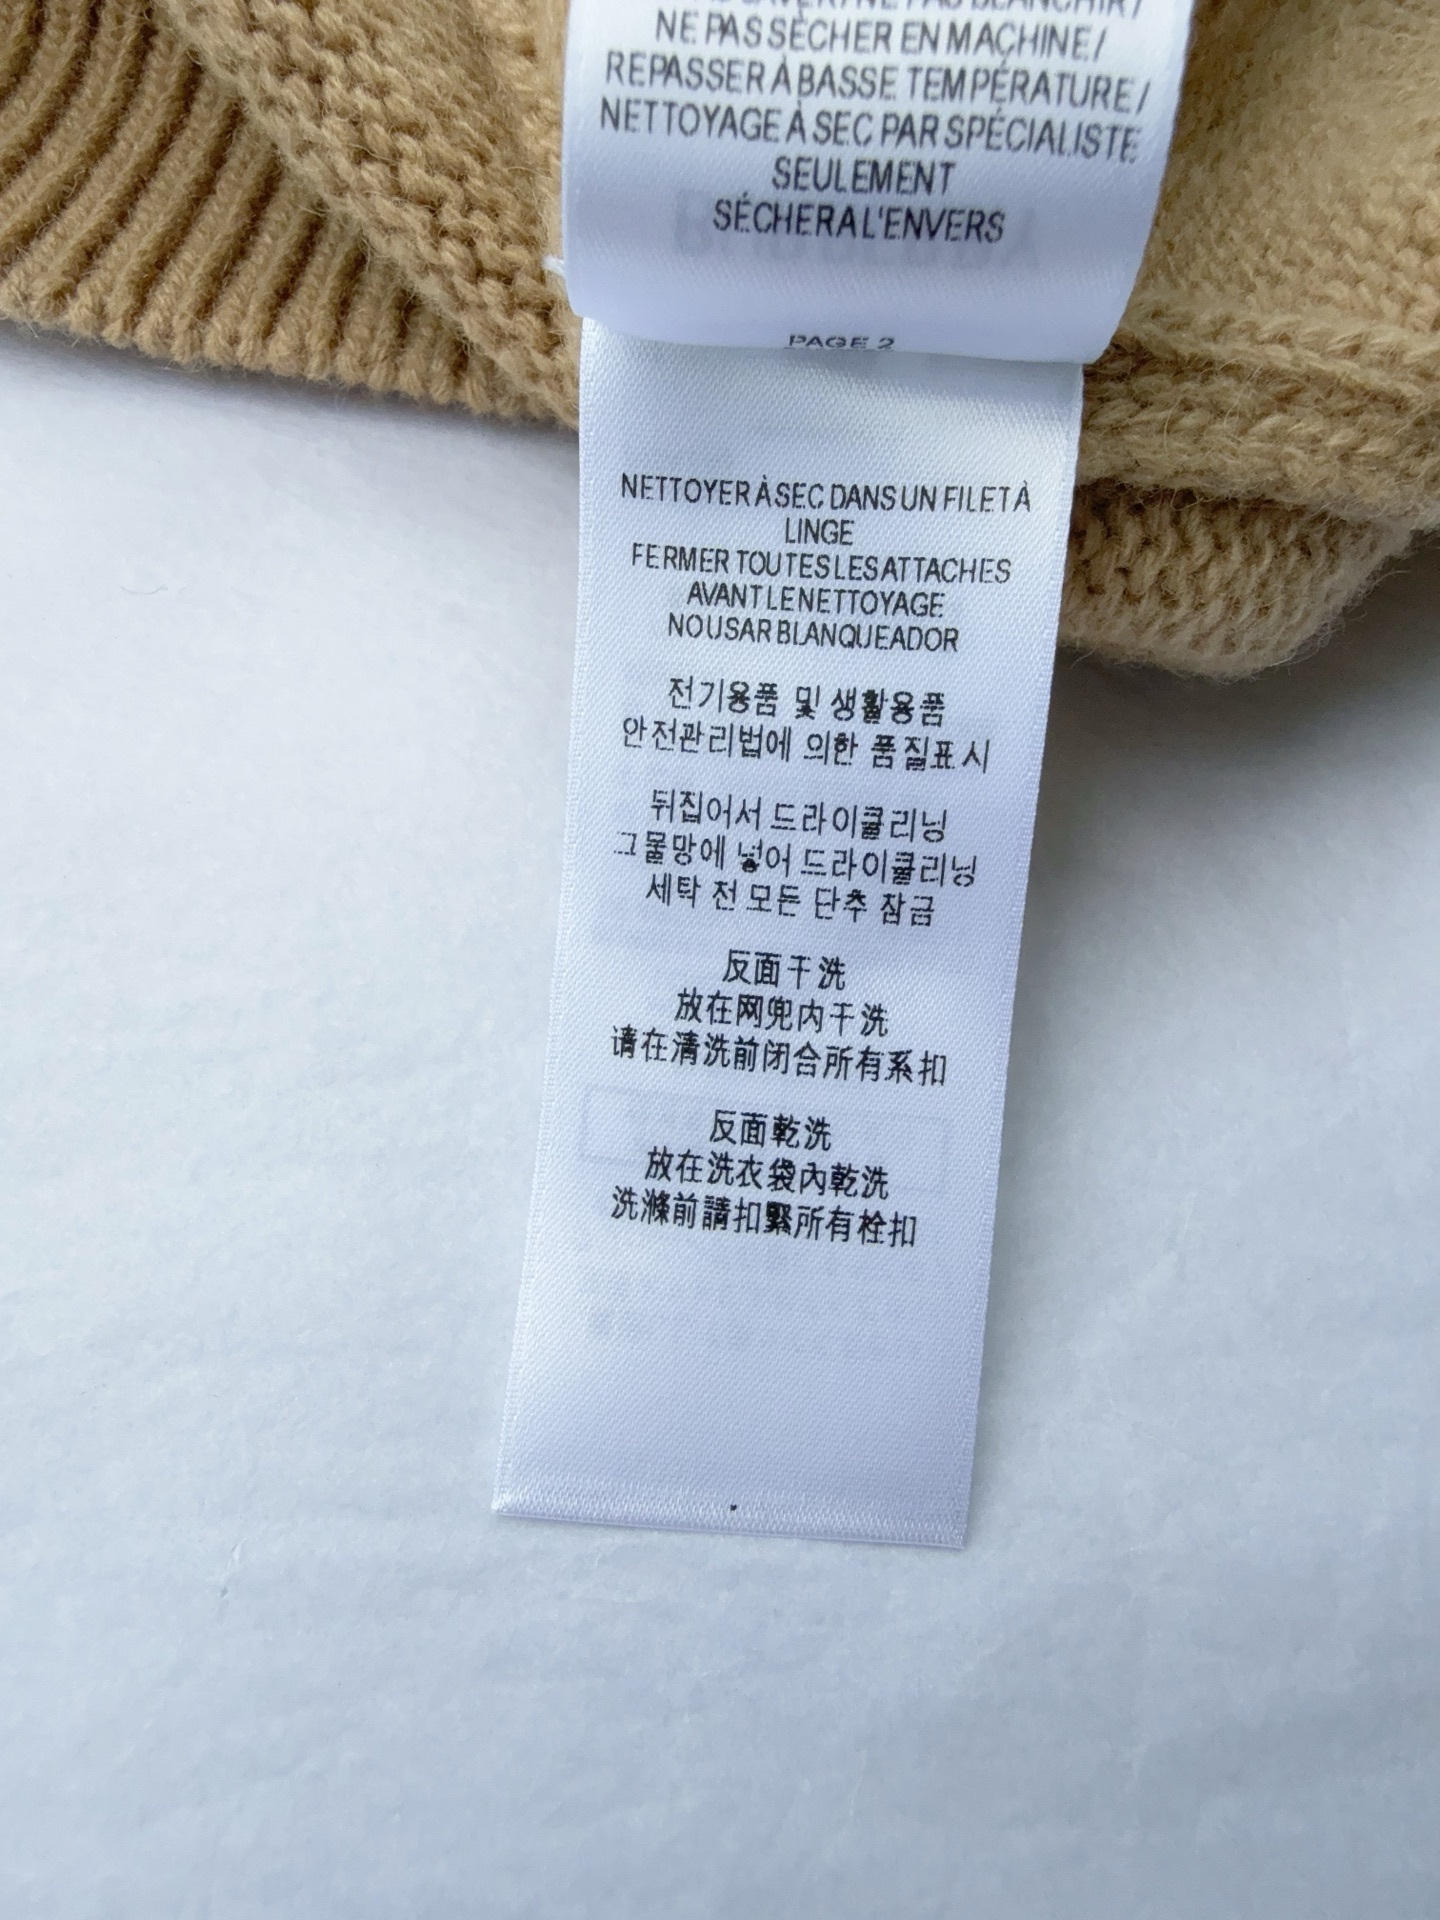 NE PAS BLANCHIR /
NE PAS SÉCHER EN MACHINE /
REPASSER À BASSE TEMPÉRATURE /
NETTOYAGE À SEC PAR SPÉCIALISTE
SEULEMENT
SÉCHER A L'ENVERS
PAGE 2
NETTOYER À SEC DANS UN FILET À
LINGE
FERMER TOUTES LES ATTACHES
AVANT LE NETTOYAGE
NO USAR BLANQUEADOR
전기용품 및 생활용품
안전관리법에 의한 품질표시
뒤집어서 드라이클리닝
그물망에 넣어 드라이클리닝
세탁 전 모든 단추 잠금
反面干洗
放在网兜内干洗
请在清洗前闭合所有系扣
反面乾洗
放在洗衣袋內乾洗
洗滌前請扣緊所有栓扣